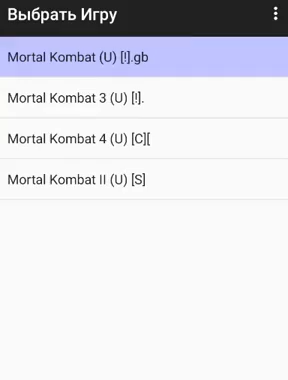 Выбрать Игру
Mortal Kombat (U) [!].gb
Mortal Kombat 3 (U) [!].
Mortal Kombat 4 (U) [C][
Mortal Kombat II (U) [S]